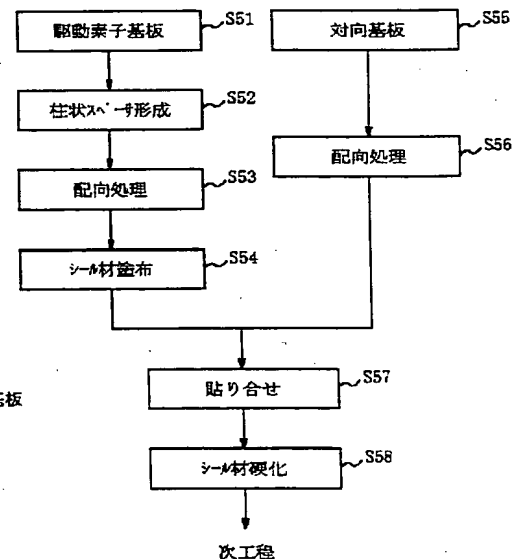 駆動素子基板
S51
対向基板
S55
柱状ｽﾍﾟｰｻ形成
S52
配向処理
S56
配向処理
S53
ｼｰﾙ材塗布
S54
基板
貼り合せ
S57
ｼｰﾙ材硬化
S58
次工程